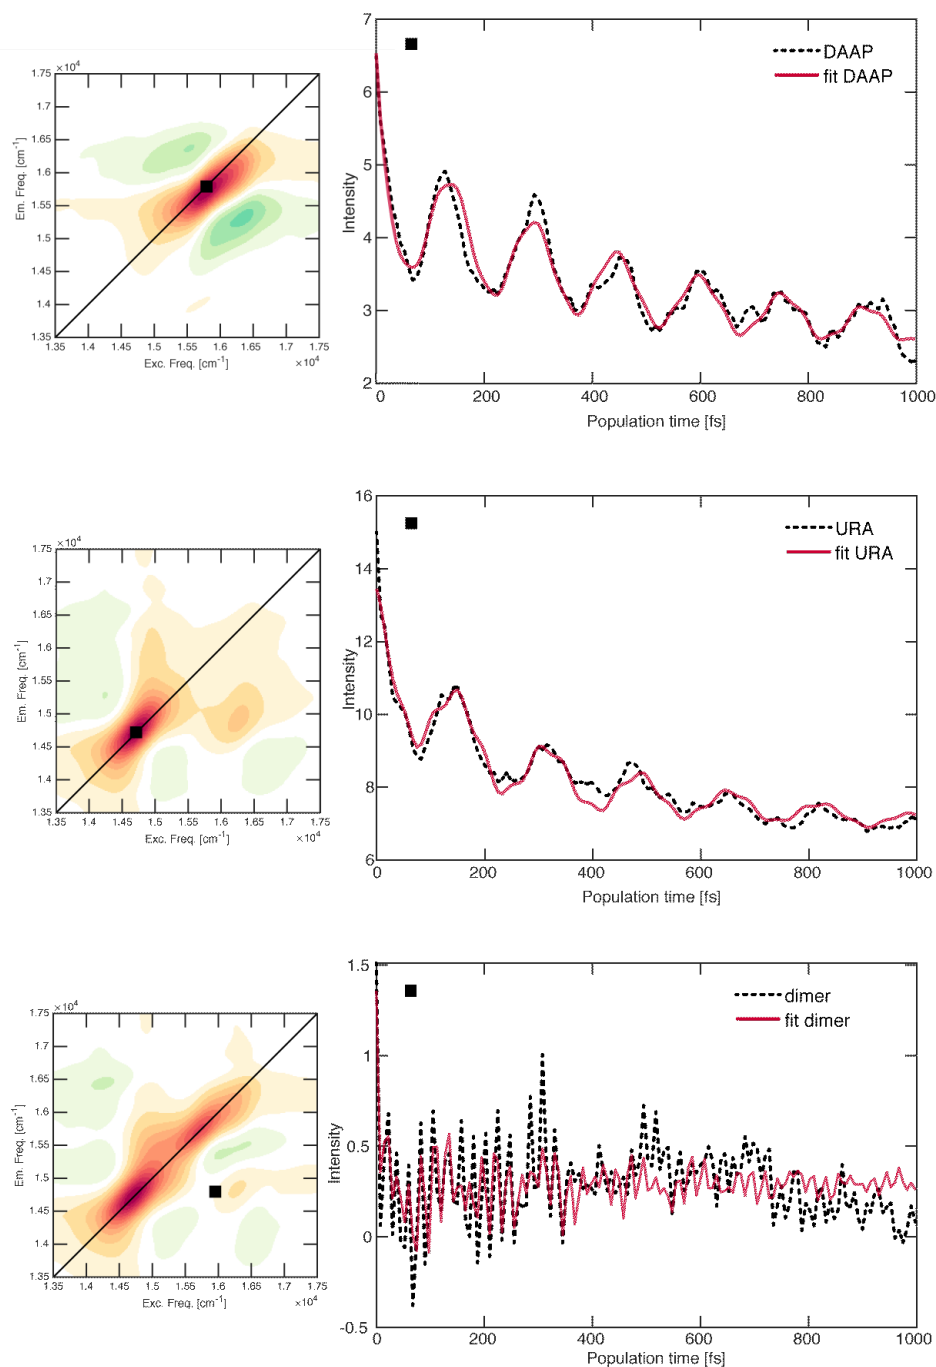 ×10⁴
1.75
1.7
1.65
1.6
1.55
1.5
1.45
1.4
1.35
Em. Freq. [cm⁻¹]
1.35 1.4 1.45 1.5 1.55 1.6 1.65 1.7 1.75
Exc. Freq. [cm⁻¹]
×10⁴
7
6
5
4
3
2
Intensity
DAAP
fit DAAP
0 200 400 600 800 1000
Population time [fs]
×10⁴
1.75
1.7
1.65
1.6
1.55
1.5
1.45
1.4
1.35
Em. Freq. [cm⁻¹]
1.35 1.4 1.45 1.5 1.55 1.6 1.65 1.7 1.75
Exc. Freq. [cm⁻¹]
×10⁴
16
14
12
10
8
6
Intensity
URA
fit URA
0 200 400 600 800 1000
Population time [fs]
×10⁴
1.75
1.7
1.65
1.6
1.55
1.5
1.45
1.4
1.35
Em. Freq. [cm⁻¹]
1.35 1.4 1.45 1.5 1.55 1.6 1.65 1.7 1.75
Exc. Freq. [cm⁻¹]
×10⁴
1.5
1
0.5
0
-0.5
Intensity
dimer
fit dimer
0 200 400 600 800 1000
Population time [fs]